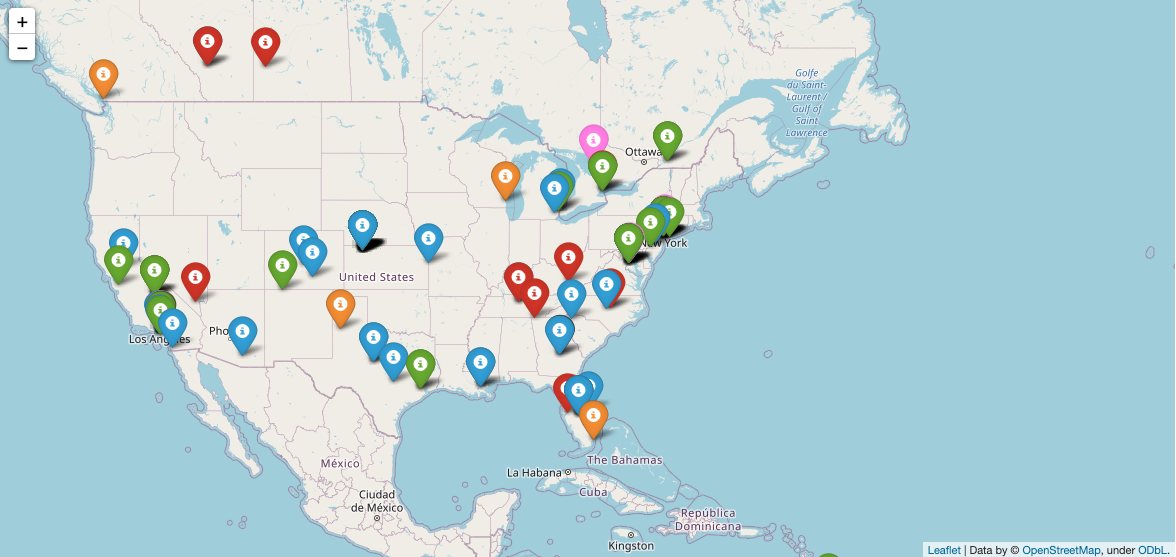 +
−
Golfe
du Saint-
Laurent /
Gulf of
Saint
Lawrence
Ottawa
New York
United States
Los Angeles
México
La Habana
The Bahamas
Ciudad
de México
Cuba
República
Dominicana
Kingston
Leaflet | Data by © OpenStreetMap, under ODbL.